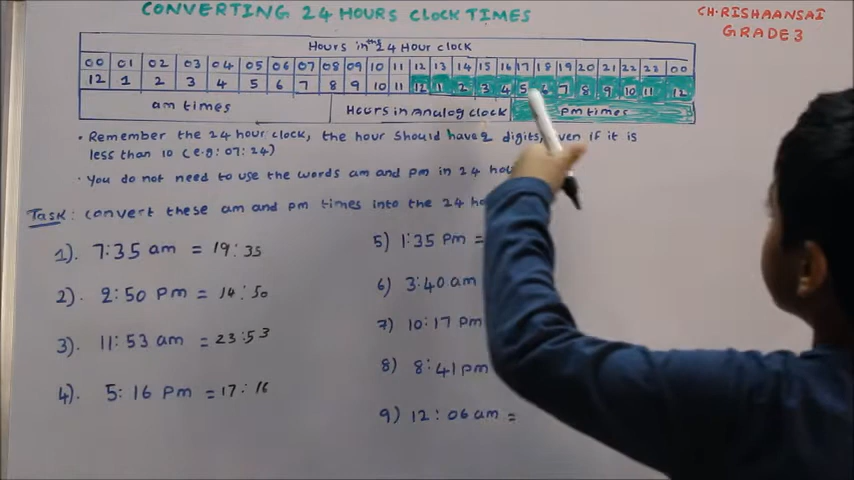 CONVERTING 24 HOURS CLOCK TIMES
CH·RISHAANSAI
GRADE3
Hours in the 24 Hour clock
00 01 02 03 04 05 06 07 08 09 10 11 12 13 14 15 16 17 18 19 20 21 22 23 00
12 1 2 3 4 5 6 7 8 9 10 11 12 1 2 3 4 5 6 7 8 9 10 11 12
am times Hours in analog clock pm times
• Remember the 24 hour clock, the hour should have 2 digits, even if it is
less than 10 (e.g: 07:24)
• You do not need to use the words am and pm in 24
Task: convert these am and pm times into the 24
1). 7:35 am = 19:35
2). 2:50 pm = 14:50
3). 11:53 am = 23:53
4). 5:16 pm = 17:16
5) 1:35 pm =
6) 3:40 am
7) 10:17 pm
8) 8:41 pm
9) 12:06 am =